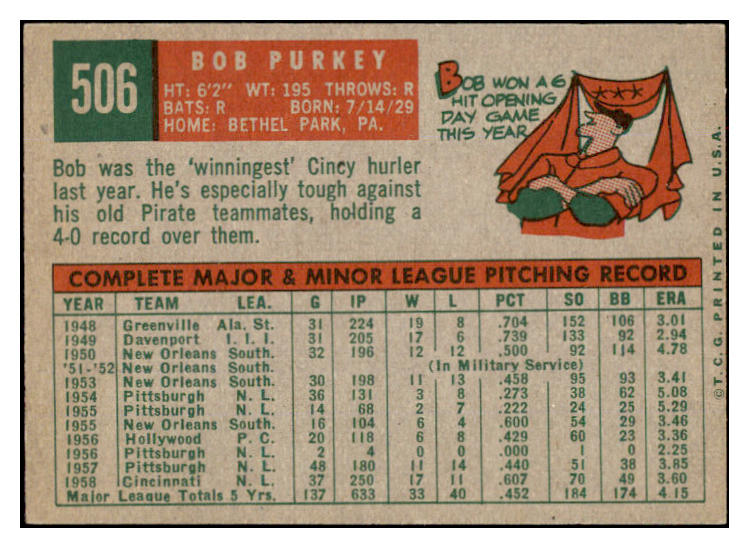 506
BOB PURKEY
HT: 6'2" WT: 195 THROWS: R
BATS: R BORN: 7/14/29
HOME: BETHEL PARK, PA.
BOB WON A 6
HIT OPENING
DAY GAME
THIS YEAR.
Bob was the 'winningest' Cincy hurler
last year. He's especially tough against
his old Pirate teammates, holding a
4-0 record over them.
COMPLETE MAJOR & MINOR LEAGUE PITCHING RECORD
YEAR TEAM LEA. G IP W L PCT SO BB ERA
1948 Greenville Ala. St. 31 224 19 8 .704 152 106 3.01
1949 Davenport I. I. I. 31 205 17 6 .739 133 92 2.94
1950 New Orleans South. 32 196 12 12 .500 92 114 4.78
'51-'52 New Orleans South. (In Military Service)
1953 New Orleans South. 30 198 11 13 .458 95 93 3.41
1954 Pittsburgh N. L. 36 131 3 8 .273 38 62 5.08
1955 Pittsburgh N. L. 14 68 2 7 .222 24 25 5.29
1955 New Orleans South. 16 104 6 4 .600 54 29 3.46
1956 Hollywood P. C. 20 118 6 8 .429 60 23 3.36
1956 Pittsburgh N. L. 2 4 0 0 .000 1 0 2.25
1957 Pittsburgh N. L. 48 180 11 14 .440 51 38 3.85
1958 Cincinnati N. L. 37 250 17 11 .607 70 49 3.60
Major League Totals 5 Yrs. 137 633 33 40 .452 184 174 4.15
© T. C. G. PRINTED IN U. S. A.